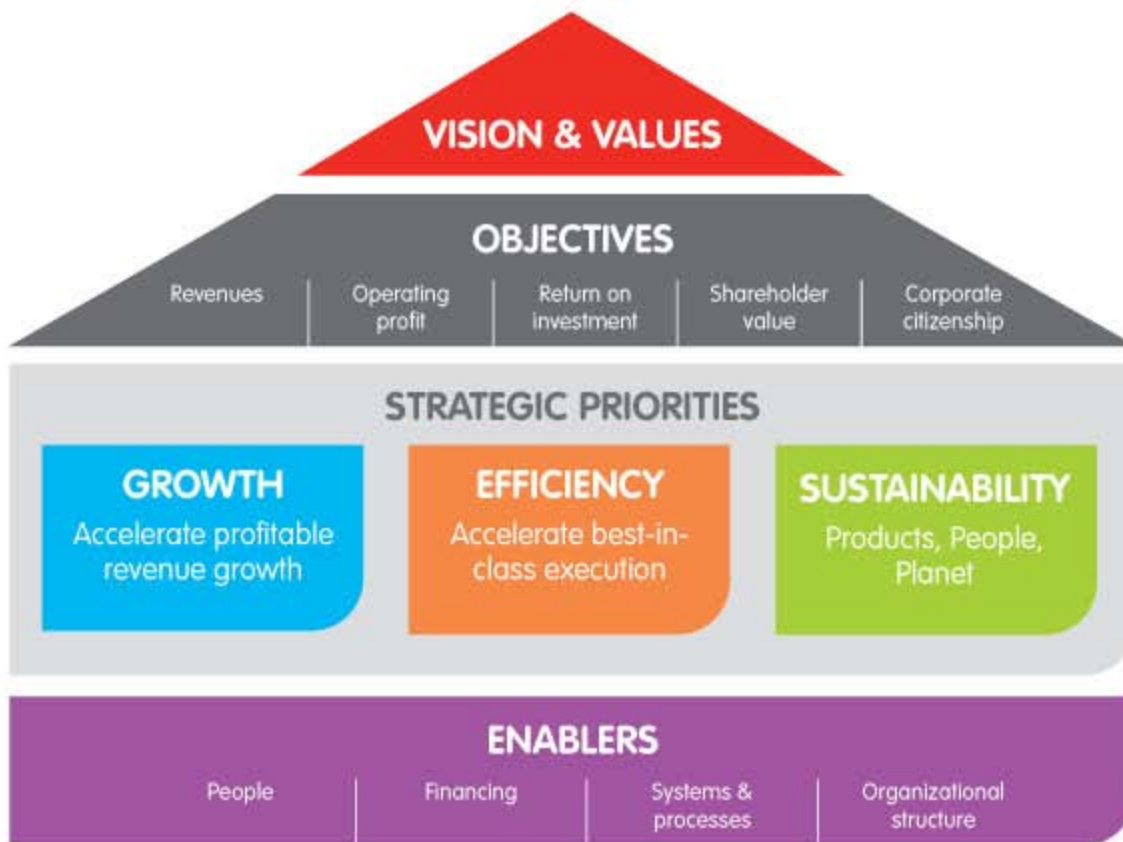 VISION & VALUES
OBJECTIVES
Revenues
Operating
profit
Return on
investment
Shareholder
value
Corporate
citizenship
STRATEGIC PRIORITIES
GROWTH
Accelerate profitable
revenue growth
EFFICIENCY
Accelerate best-in-
class execution
SUSTAINABILITY
Products, People,
Planet
ENABLERS
People
Financing
Systems &
processes
Organizational
structure